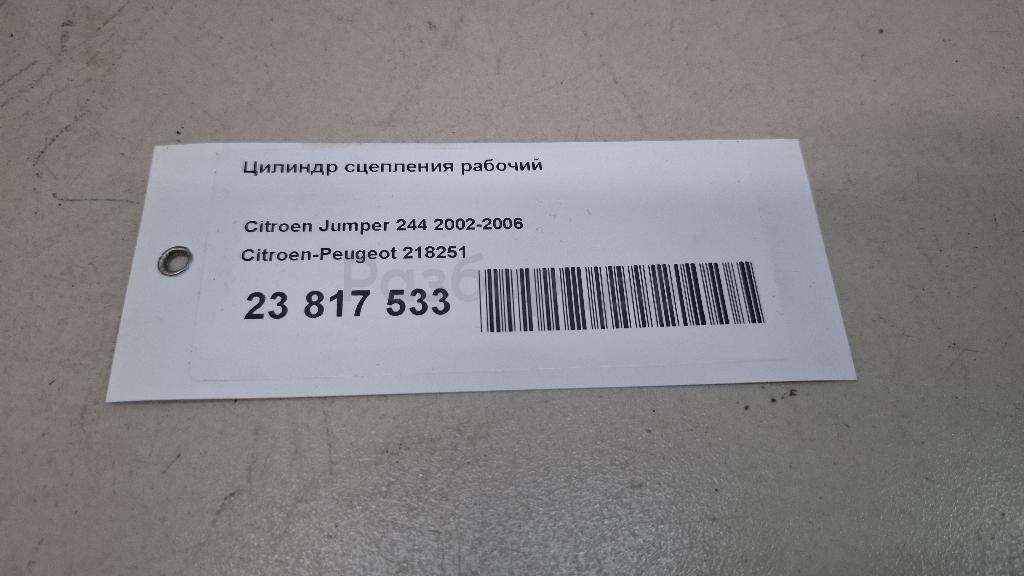 Цилиндр сцепления рабочий
Citroen Jumper 244 2002-2006
Citroen-Peugeot 218251
23 817 533